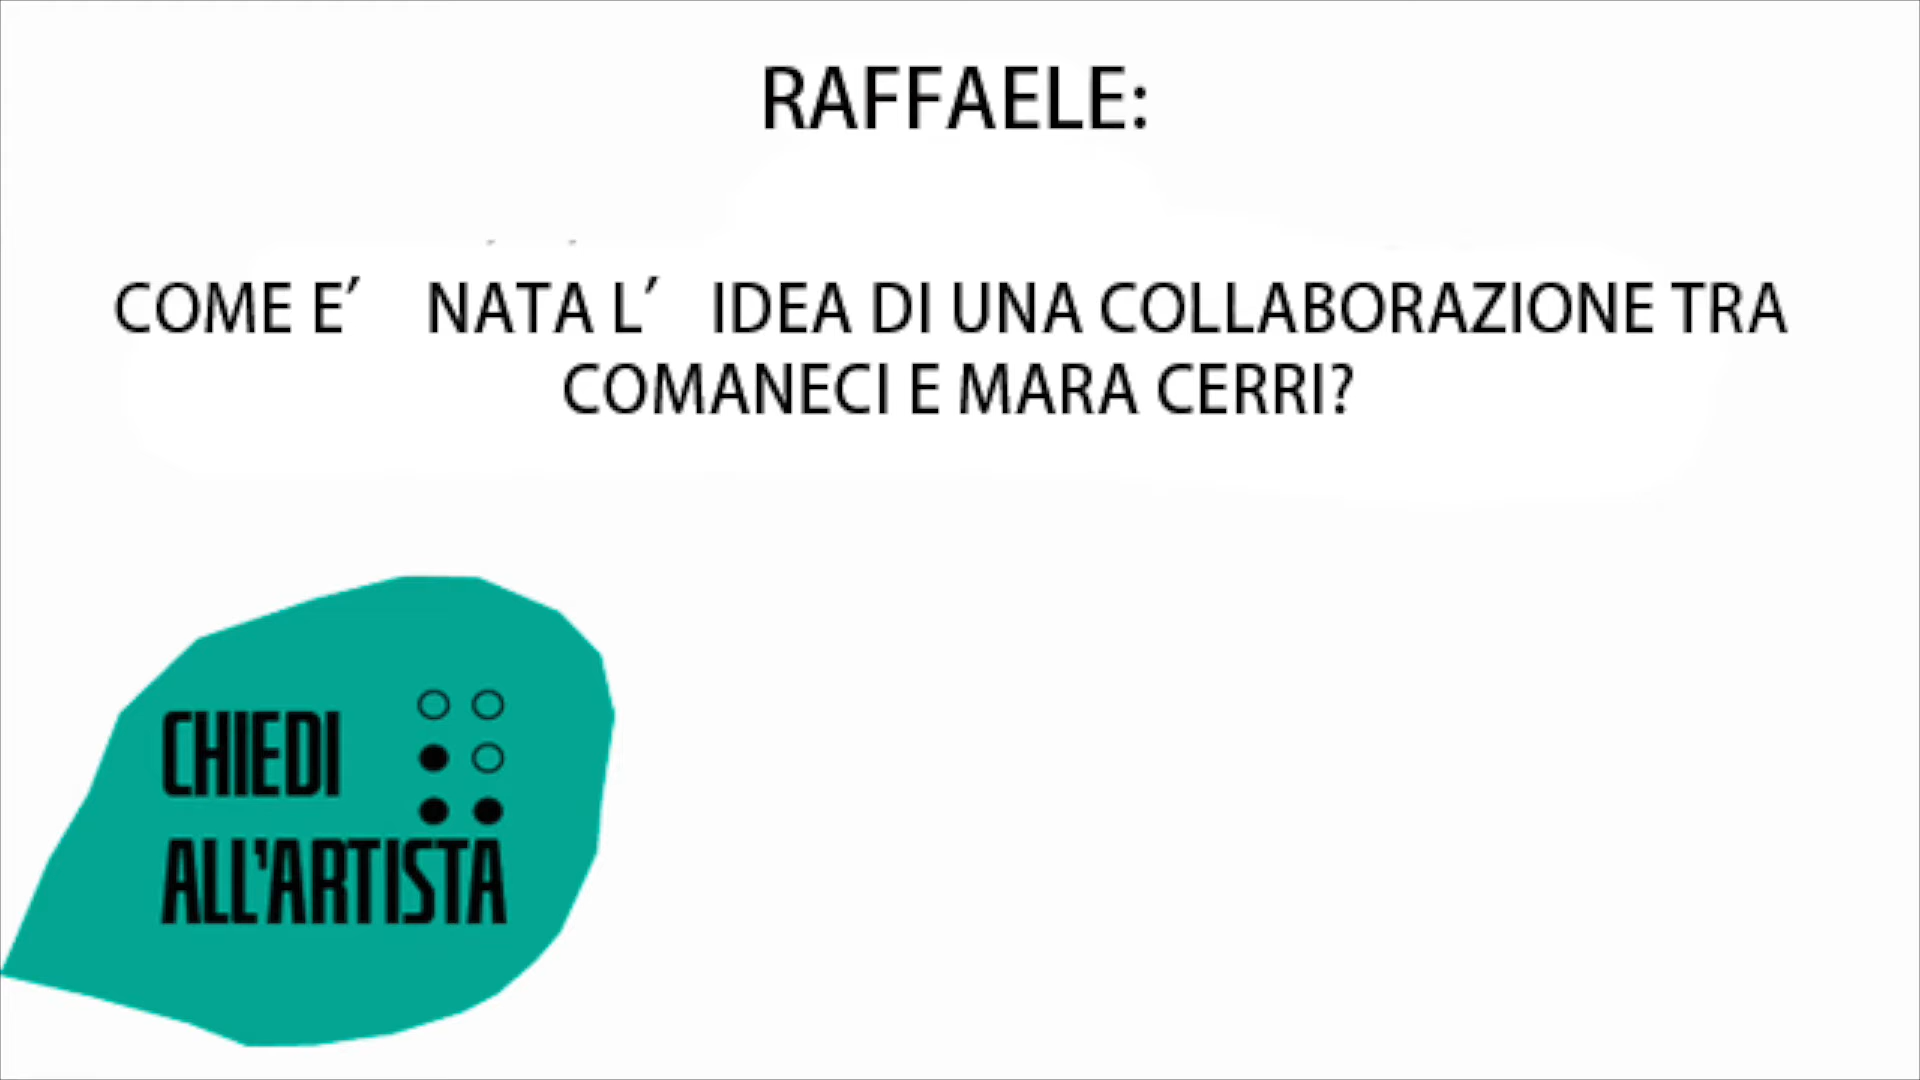 RAFFAELE:
COME E’ NATA L’ IDEA DI UNA COLLABORAZIONE TRA
COMANECI E MARA CERRI?
CHIEDI
ALL'ARTISTA